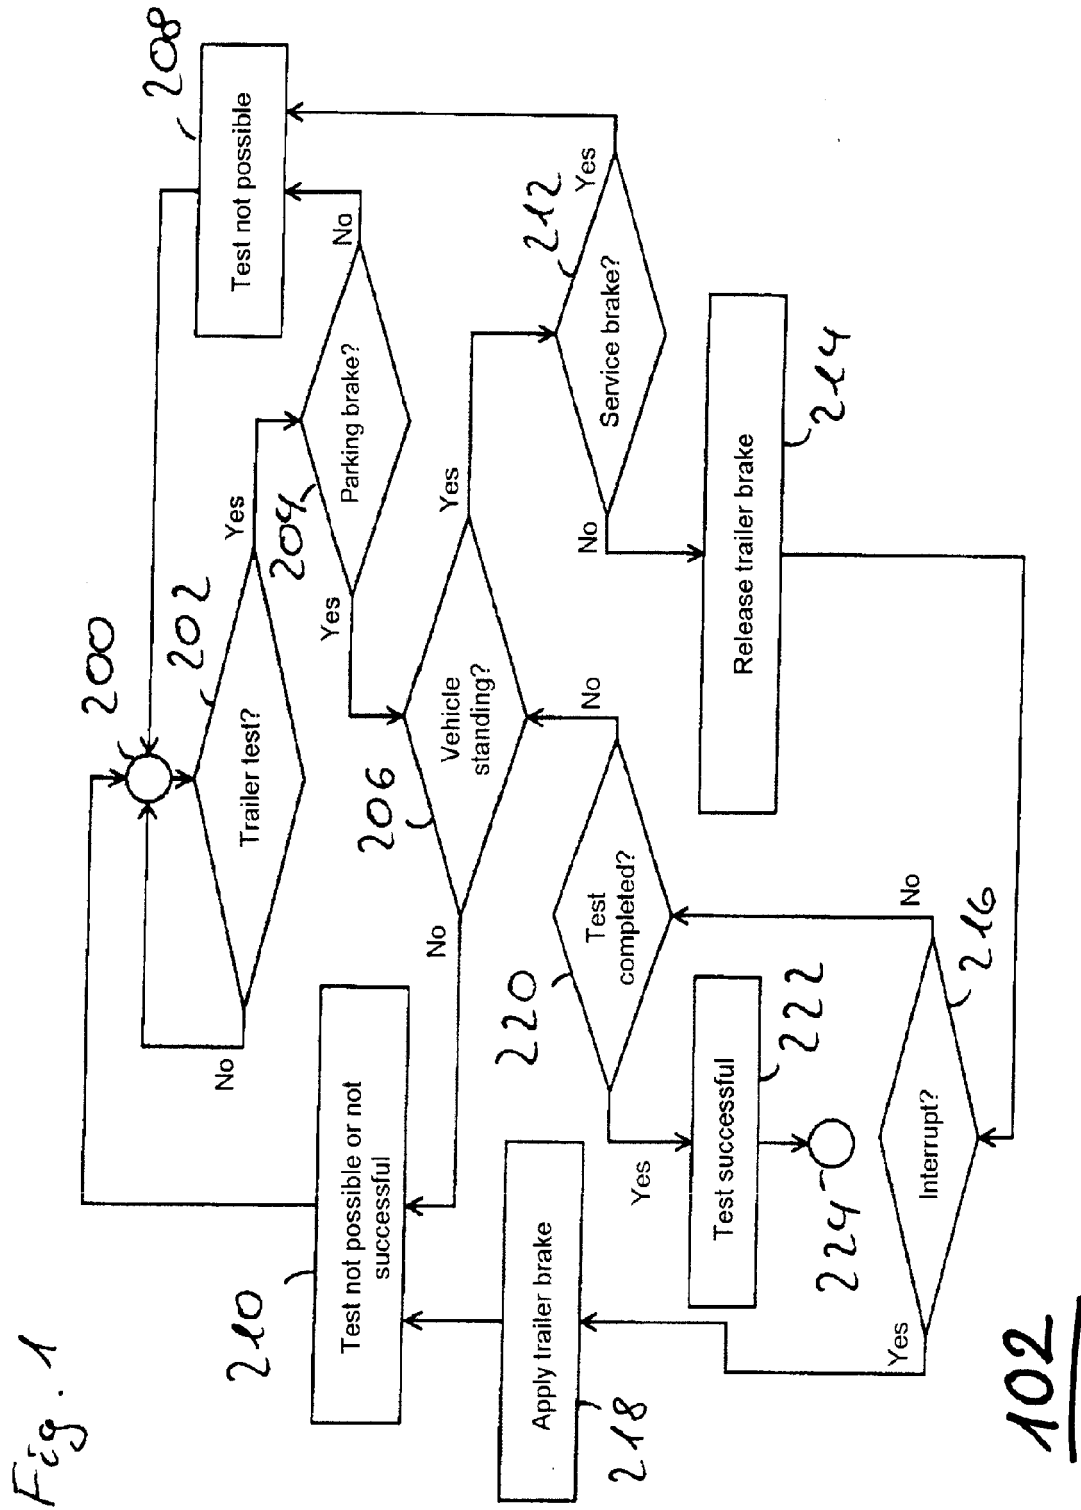 Fig. 1
200
Trailer test?
202
No
Yes
208
Test not possible
204
Parking brake?
No
Yes
210
Test not possible or not
successful
206
Vehicle
standing?
No
Yes
212
Service brake?
Yes
No
218
Apply trailer brake
220
Test
completed?
No
Yes
Release trailer brake
214
Test successful
222
224
Interrupt?
216
No
Yes
102